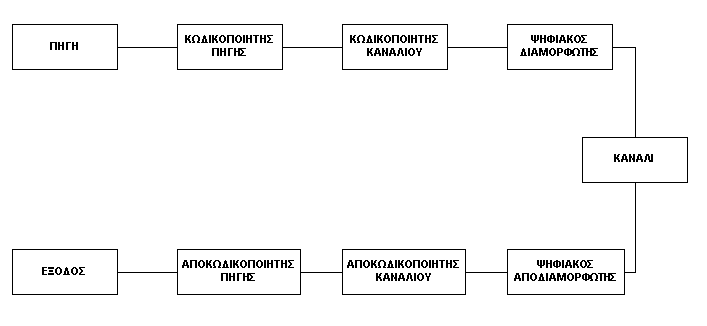 ΠΗΓΗ
ΚΩΔΙΚΟΠΟΙΗΤΗΣ
ΠΗΓΗΣ
ΚΩΔΙΚΟΠΟΙΗΤΗΣ
ΚΑΝΑΛΙΟΥ
ΨΗΦΙΑΚΟΣ
ΔΙΑΜΟΡΦΩΤΗΣ
ΚΑΝΑΛΙ
ΕΞΟΔΟΣ
ΑΠΟΚΩΔΙΚΟΠΟΙΗΤΗΣ
ΠΗΓΗΣ
ΑΠΟΚΩΔΙΚΟΠΟΙΗΤΗΣ
ΚΑΝΑΛΙΟΥ
ΨΗΦΙΑΚΟΣ
ΑΠΟΔΙΑΜΟΡΦΩΤΗΣ